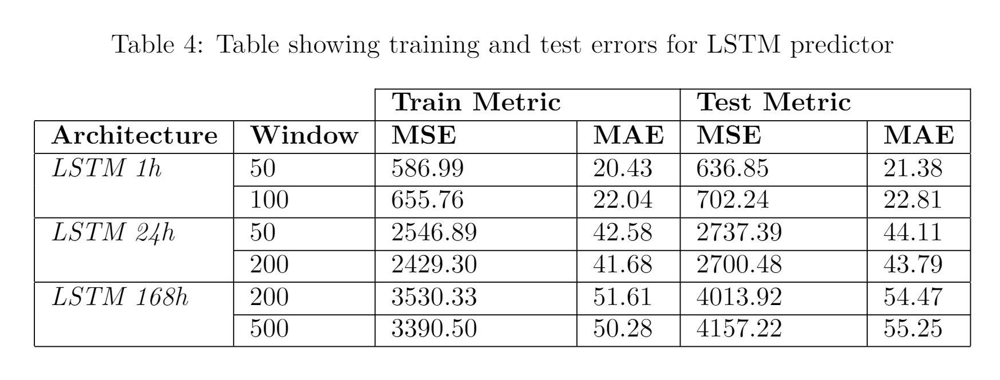 Table 4: Table showing training and test errors for LSTM predictor
Train Metric Test Metric
Architecture Window MSE MAE MSE MAE
LSTM 1h 50 586.99 20.43 636.85 21.38
100 655.76 22.04 702.24 22.81
LSTM 24h 50 2546.89 42.58 2737.39 44.11
200 2429.30 41.68 2700.48 43.79
LSTM 168h 200 3530.33 51.61 4013.92 54.47
500 3390.50 50.28 4157.22 55.25